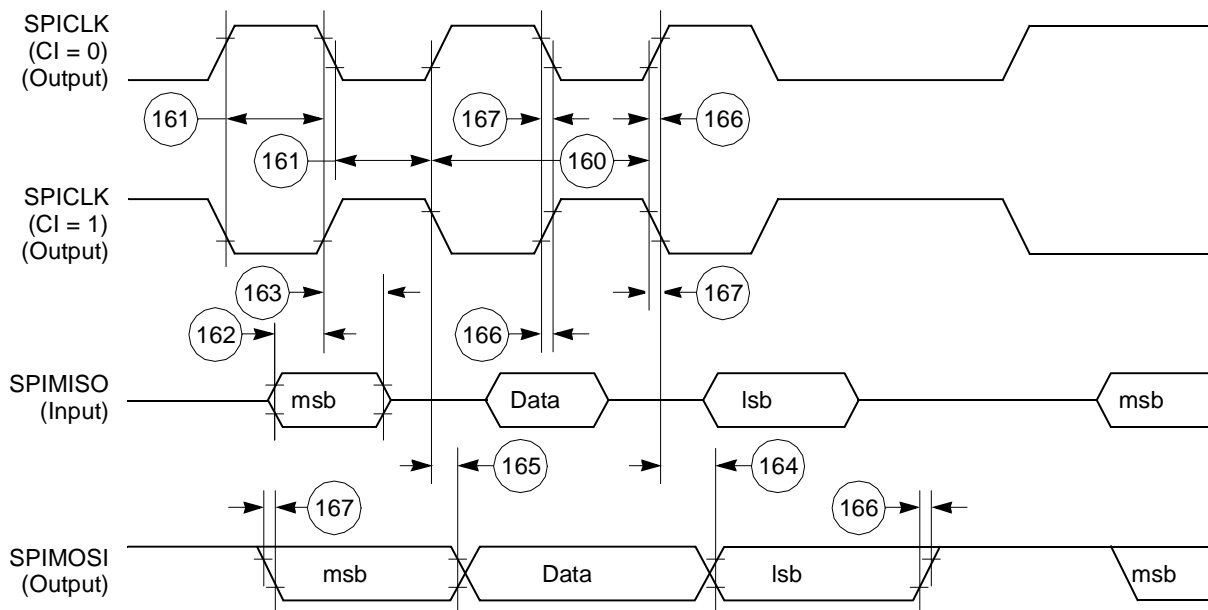 SPICLK
(CI = 0)
(Output)
161
167
166
161
160
SPICLK
(CI = 1)
(Output)
163
167
162
166
SPIMISO
(Input)
msb
Data
lsb
msb
165
164
167
166
SPIMOSI
(Output)
msb
Data
lsb
msb